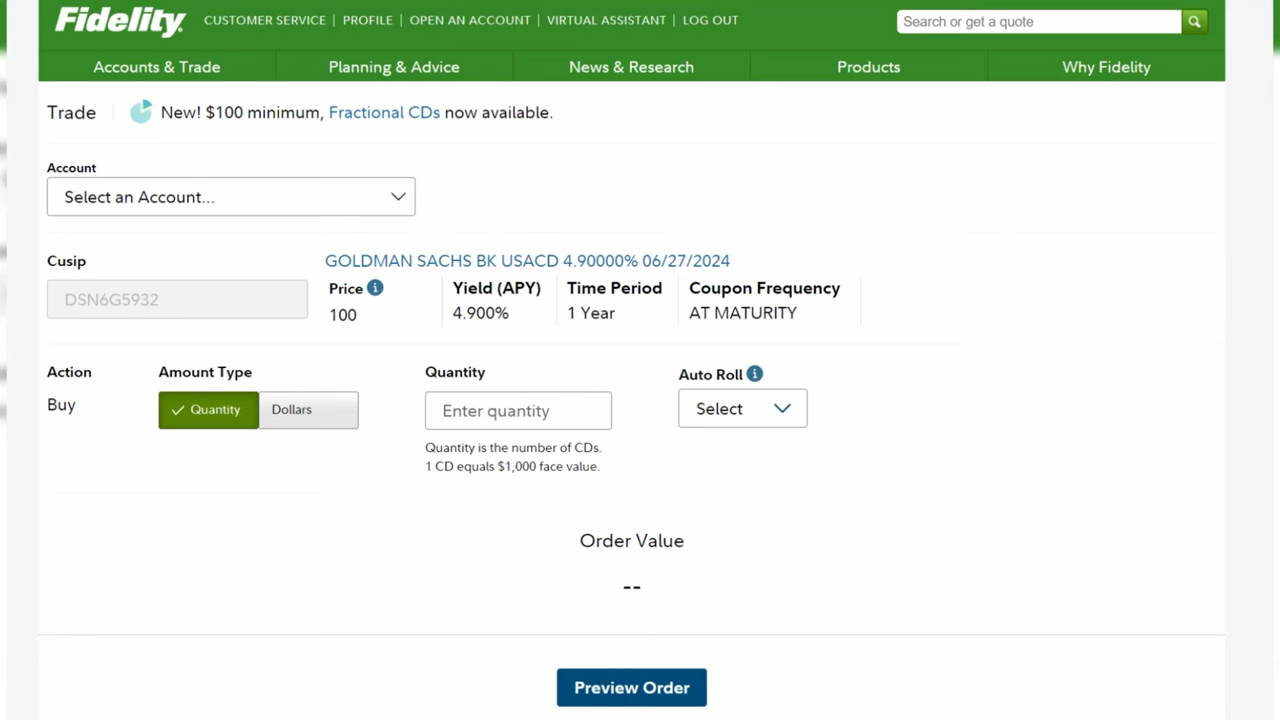 Fidelity
CUSTOMER SERVICE | PROFILE | OPEN AN ACCOUNT | VIRTUAL ASSISTANT | LOG OUT
Search or get a quote
Accounts & Trade
Planning & Advice
News & Research
Products
Why Fidelity
Trade
New! $100 minimum, Fractional CDs now available.
Account
Select an Account...
Cusip
DSN6G5932
GOLDMAN SACHS BK USACD 4.90000% 06/27/2024
Price
100
Yield (APY)
4.900%
Time Period
1 Year
Coupon Frequency
AT MATURITY
Action
Buy
Amount Type
Quantity
Dollars
Quantity
Enter quantity
Quantity is the number of CDs.
1 CD equals $1,000 face value.
Auto Roll
Select
Order Value
--
Preview Order